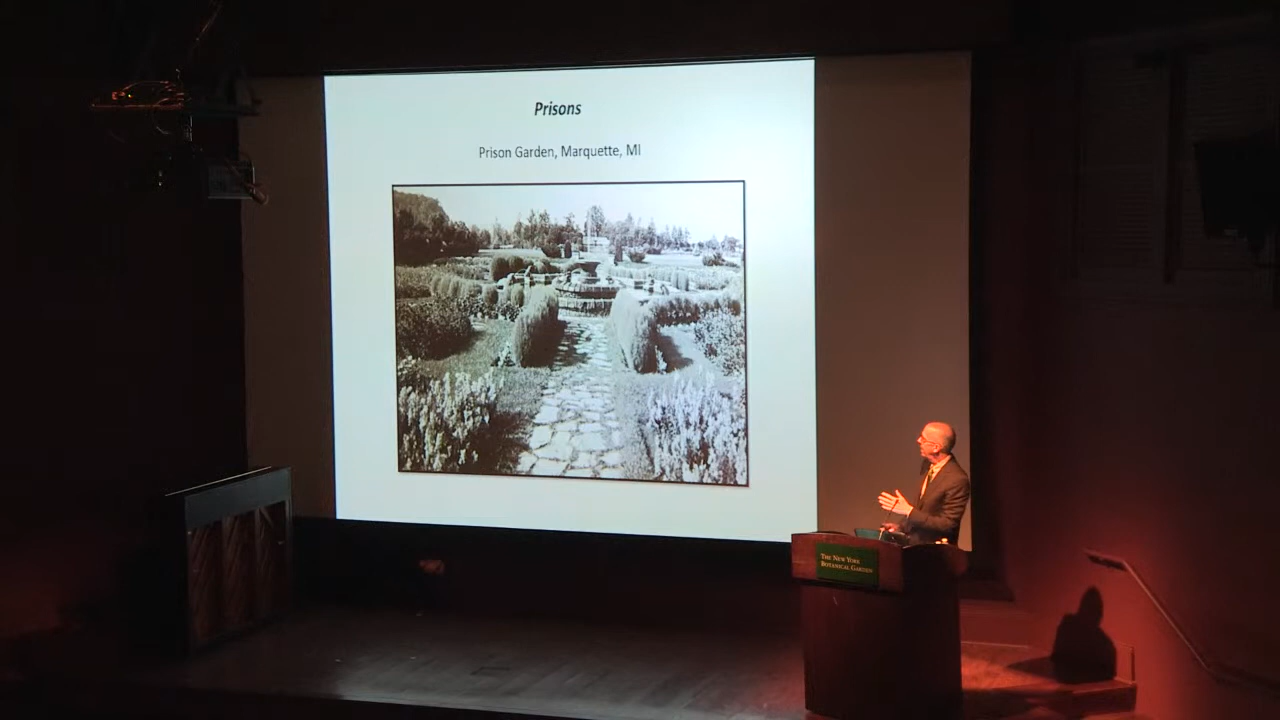 Prisons
Prison Garden, Marquette, MI
The New York
Botanical Garden